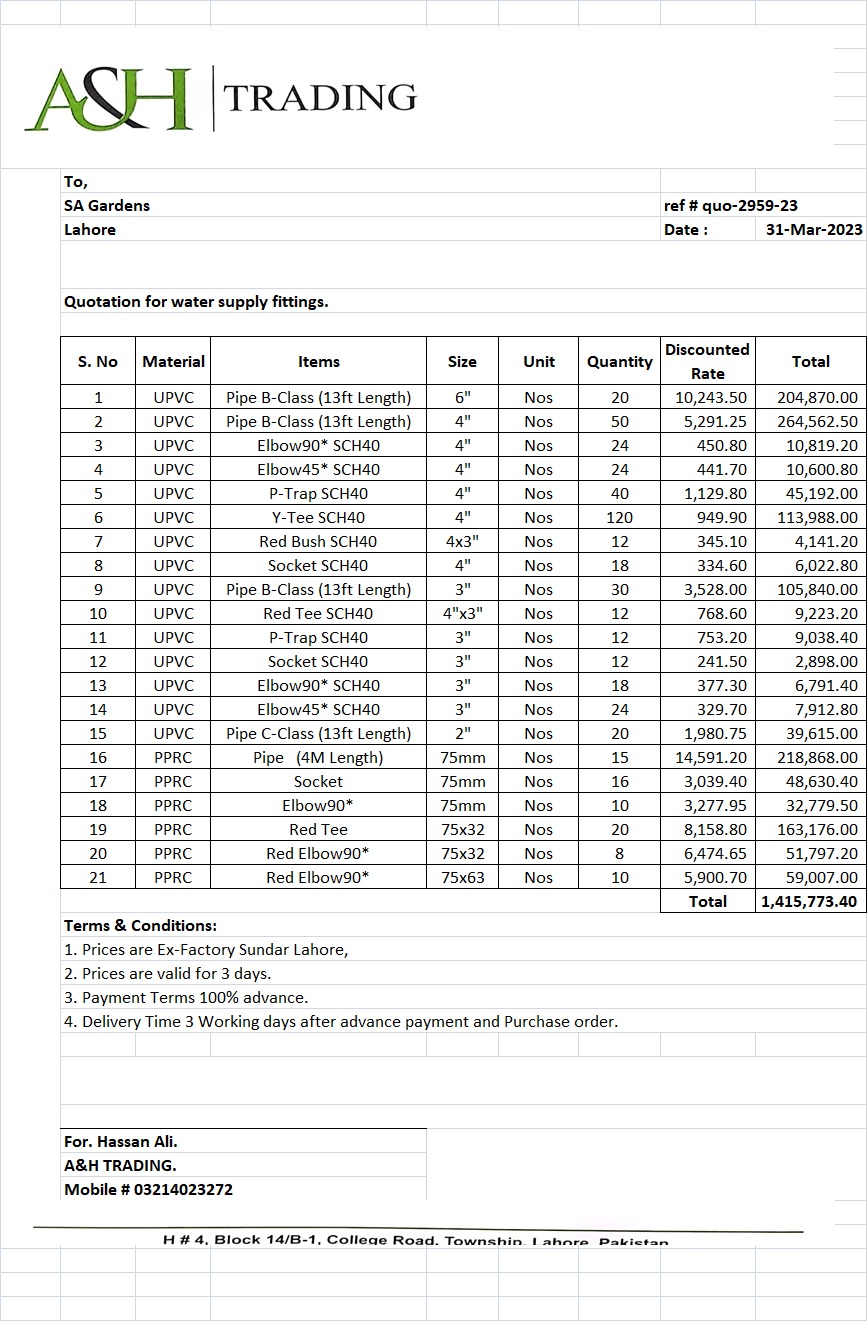 A&H TRADING
To,
SA Gardens ref # quo-2959-23
Lahore Date : 31-Mar-2023
Quotation for water supply fittings.
S. No Material Items Size Unit Quantity Discounted Rate Total
1 UPVC Pipe B-Class (13ft Length) 6" Nos 20 10,243.50 204,870.00
2 UPVC Pipe B-Class (13ft Length) 4" Nos 50 5,291.25 264,562.50
3 UPVC Elbow90* SCH40 4" Nos 24 450.80 10,819.20
4 UPVC Elbow45* SCH40 4" Nos 24 441.70 10,600.80
5 UPVC P-Trap SCH40 4" Nos 40 1,129.80 45,192.00
6 UPVC Y-Tee SCH40 4" Nos 120 949.90 113,988.00
7 UPVC Red Bush SCH40 4x3" Nos 12 345.10 4,141.20
8 UPVC Socket SCH40 4" Nos 18 334.60 6,022.80
9 UPVC Pipe B-Class (13ft Length) 3" Nos 30 3,528.00 105,840.00
10 UPVC Red Tee SCH40 4"x3" Nos 12 768.60 9,223.20
11 UPVC P-Trap SCH40 3" Nos 12 753.20 9,038.40
12 UPVC Socket SCH40 3" Nos 12 241.50 2,898.00
13 UPVC Elbow90* SCH40 3" Nos 18 377.30 6,791.40
14 UPVC Elbow45* SCH40 3" Nos 24 329.70 7,912.80
15 UPVC Pipe C-Class (13ft Length) 2" Nos 20 1,980.75 39,615.00
16 PPRC Pipe (4M Length) 75mm Nos 15 14,591.20 218,868.00
17 PPRC Socket 75mm Nos 16 3,039.40 48,630.40
18 PPRC Elbow90* 75mm Nos 10 3,277.95 32,779.50
19 PPRC Red Tee 75x32 Nos 20 8,158.80 163,176.00
20 PPRC Red Elbow90* 75x32 Nos 8 6,474.65 51,797.20
21 PPRC Red Elbow90* 75x63 Nos 10 5,900.70 59,007.00
Total 1,415,773.40
Terms & Conditions:
1. Prices are Ex-Factory Sundar Lahore,
2. Prices are valid for 3 days.
3. Payment Terms 100% advance.
4. Delivery Time 3 Working days after advance payment and Purchase order.
For. Hassan Ali.
A&H TRADING.
Mobile # 03214023272
H # 4, Block 14/B-1, College Road, Township, Lahore, Pakistan